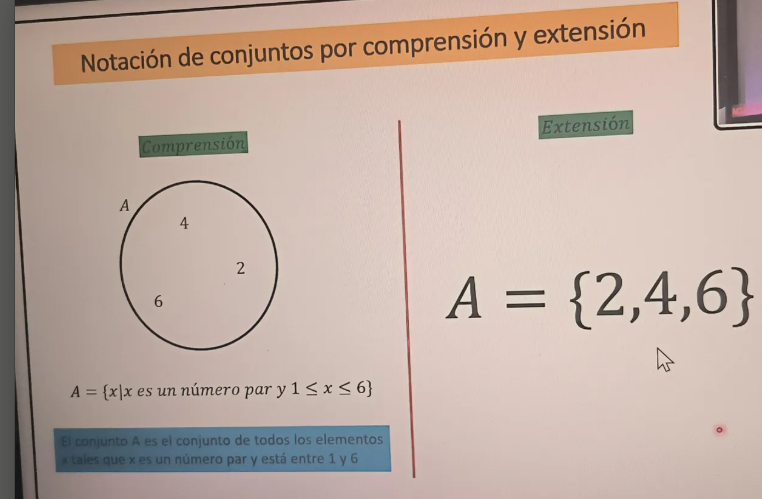 Notación de conjuntos por comprensión y extensión
Comprensión
A
4
2
6
A = {x|x es un número par y 1 ≤ x ≤ 6}
El conjunto A es el conjunto de todos los elementos
x tales que x es un número par y está entre 1 y 6
Extensión
A = {2,4,6}